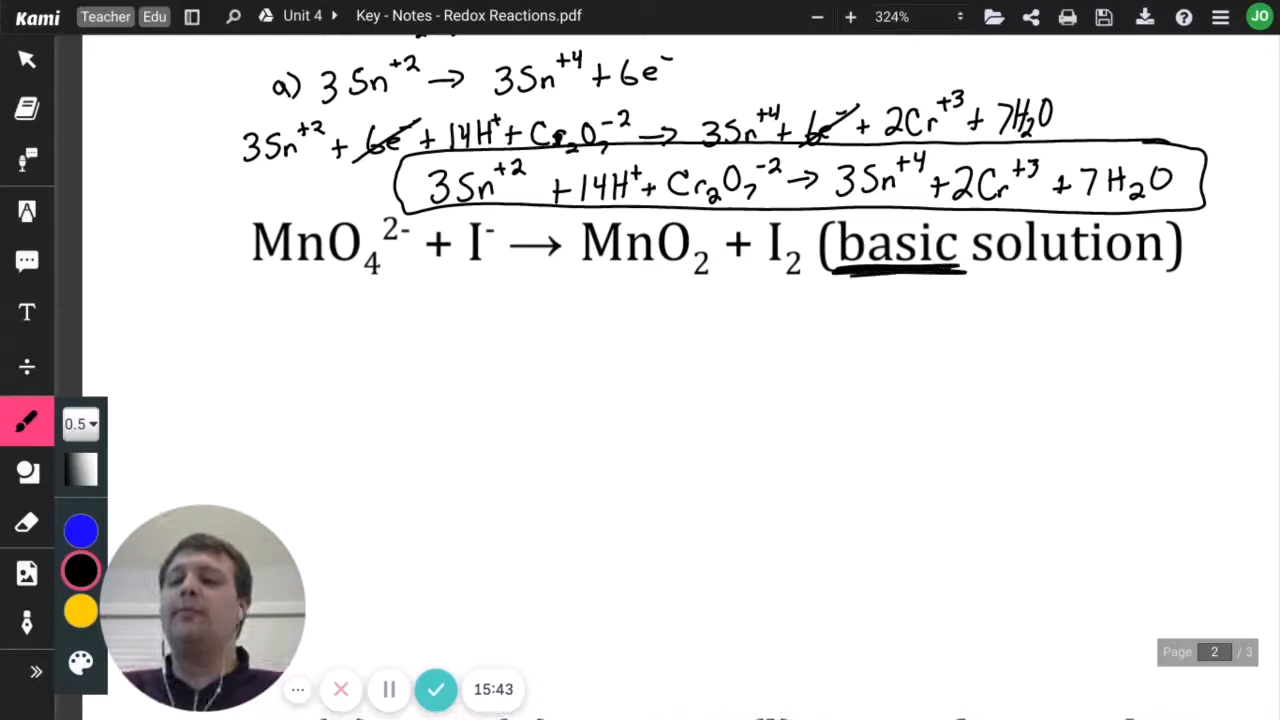 Kami Teacher Edu Unit 4 Key - Notes - Redox Reactions.pdf 324% JO
a) 3Sn⁺² → 3Sn⁺⁴ + 6e⁻
3Sn⁺² + 6e⁻ + 14H⁺ + Cr₂O₇⁻² → 3Sn⁺⁴ + 6e⁻ + 2Cr⁺³ + 7H₂O
3Sn⁺² + 14H⁺ + Cr₂O₇⁻² → 3Sn⁺⁴ + 2Cr⁺³ + 7H₂O
MnO₄²⁻ + I⁻ → MnO₂ + I₂ (basic solution)
0.5
Page 2 / 3
15:43